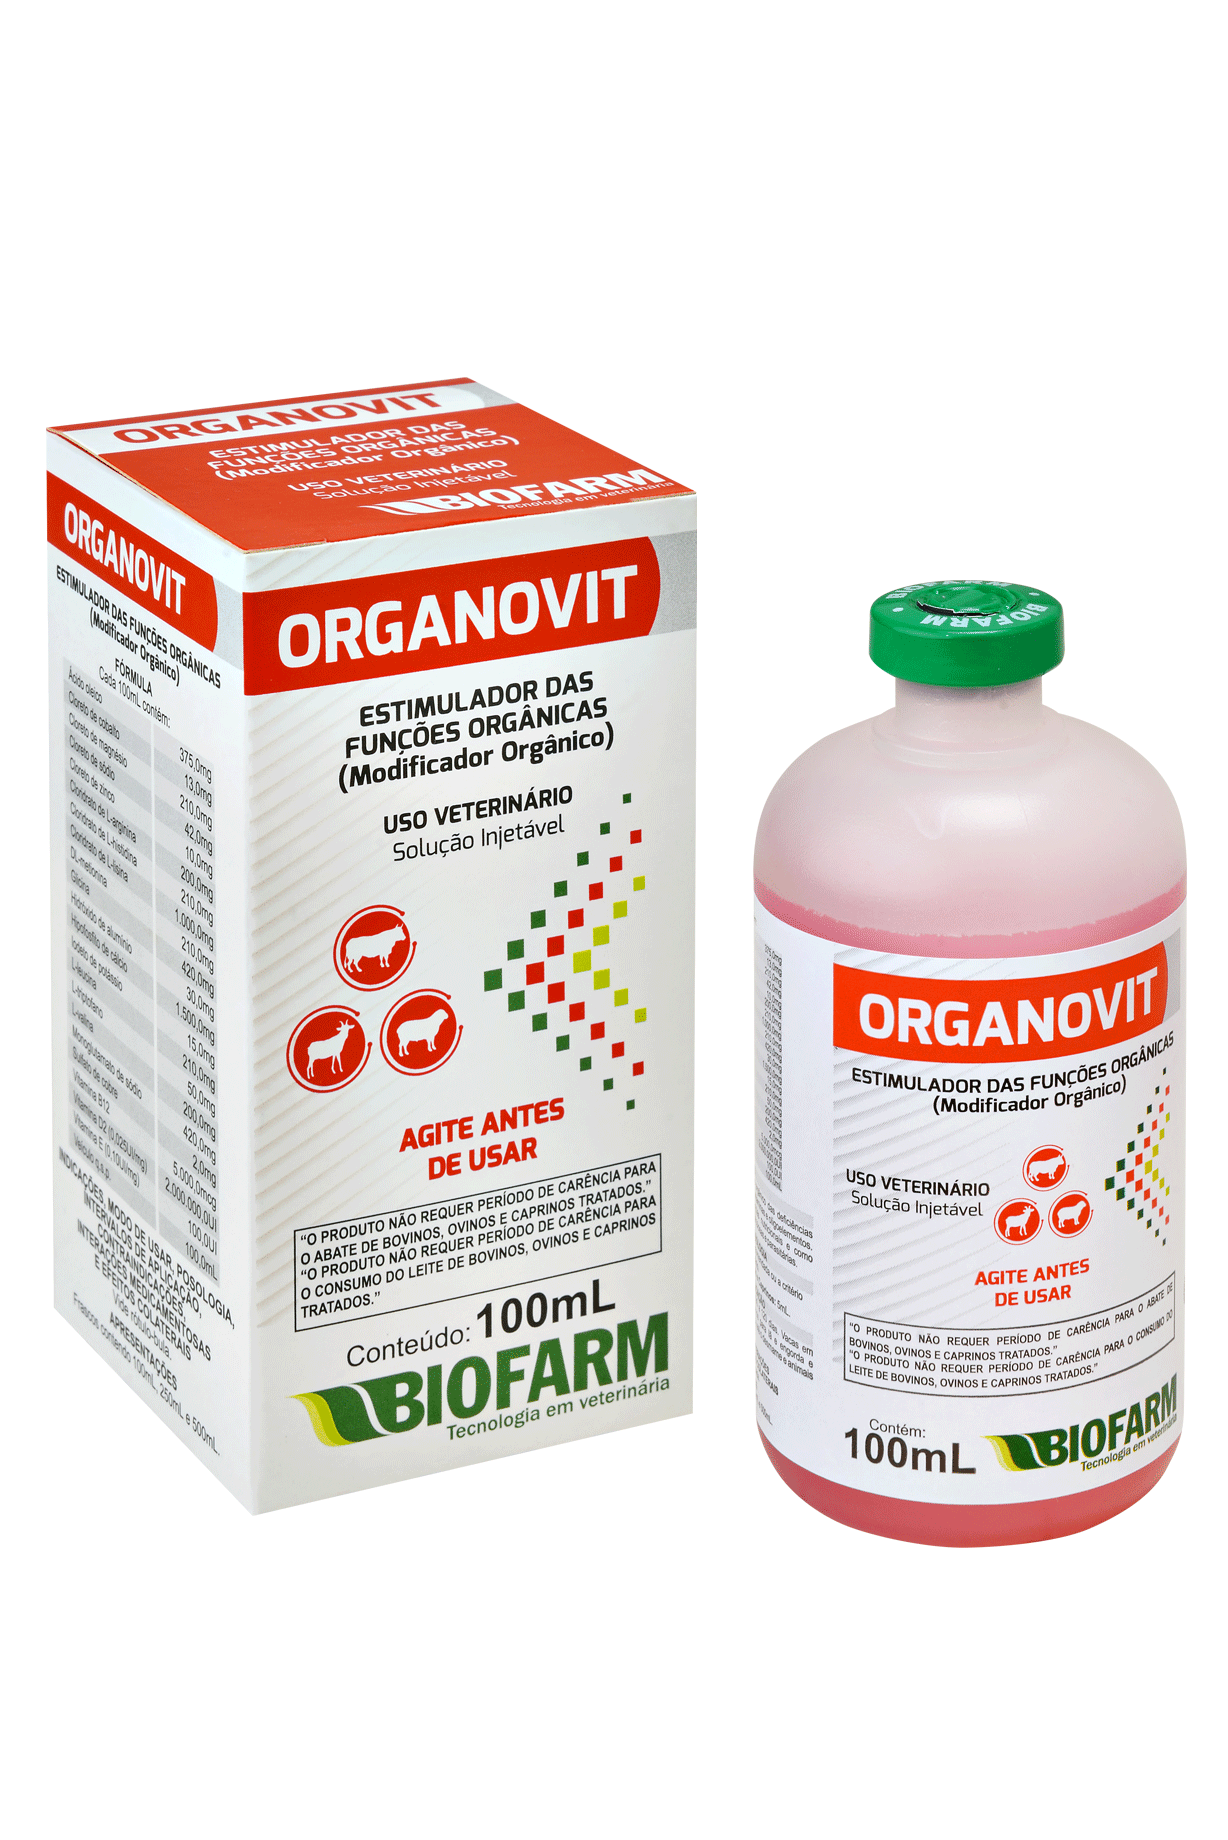 ORGANOVIT
ESTIMULADOR DAS
FUNÇÕES ORGÂNICAS
(Modificador Orgânico)
USO VETERINÁRIO
Solução Injetável
BIOFARM
Tecnologia em veterinária
ORGANOVIT
ESTIMULADOR DAS FUNÇÕES ORGÂNICAS
(Modificador Orgânico)
FÓRMULA
Cada 100mL contém:
Ácido oleico 375,0mg
Cloreto de cobalto 13,0mg
Cloreto de magnésio 210,0mg
Cloreto de sódio 42,0mg
Cloreto de zinco 10,0mg
Cloridrato de L-arginina 200,0mg
Cloridrato de L-histidina 210,0mg
Cloridrato de L-lisina 1.000,0mg
DL-metionina 210,0mg
Glicina 420,0mg
Hidróxido de alumínio 30,0mg
Hipofosfito de cálcio 1.500,0mg
Iodeto de potássio 15,0mg
L-leucina 210,0mg
L-triptofano 50,0mg
L-valina 200,0mg
Monoglutamato de sódio 420,0mg
Sulfato de cobre 2,0mg
Vitamina B12 5.000,0mcg
Vitamina D2 (0,025UI/mg) 2.000.000,0UI
Vitamina E (0,10UI/mg) 100,0UI
Veículo q.s.p. 100,0mL
INDICAÇÕES, MODO DE USAR, POSOLOGIA,
INTERVALOS DE APLICAÇÃO,
CONTRAINDICAÇÕES,
INTERAÇÕES MEDICAMENTOSAS
E EFEITOS COLATERAIS
Vide rótulo-bula.
APRESENTAÇÕES
Frascos contendo 100mL, 250mL e 500mL.
ORGANOVIT
ESTIMULADOR DAS
FUNÇÕES ORGÂNICAS
(Modificador Orgânico)
USO VETERINÁRIO
Solução Injetável
AGITE ANTES
DE USAR
"O PRODUTO NÃO REQUER PERÍODO DE CARÊNCIA PARA
O ABATE DE BOVINOS, OVINOS E CAPRINOS TRATADOS."
"O PRODUTO NÃO REQUER PERÍODO DE CARÊNCIA PARA
O CONSUMO DO LEITE DE BOVINOS, OVINOS E CAPRINOS
TRATADOS."
Conteúdo: 100mL
BIOFARM
Tecnologia em veterinária
BIOFARM
ORGANOVIT
ESTIMULADOR DAS FUNÇÕES ORGÂNICAS
(Modificador Orgânico)
USO VETERINÁRIO
Solução Injetável
AGITE ANTES
DE USAR
"O PRODUTO NÃO REQUER PERÍODO DE CARÊNCIA PARA O ABATE DE
BOVINOS, OVINOS E CAPRINOS TRATADOS."
"O PRODUTO NÃO REQUER PERÍODO DE CARÊNCIA PARA O CONSUMO DO
LEITE DE BOVINOS, OVINOS E CAPRINOS TRATADOS."
Contém:
100mL
BIOFARM
Tecnologia em veterinária